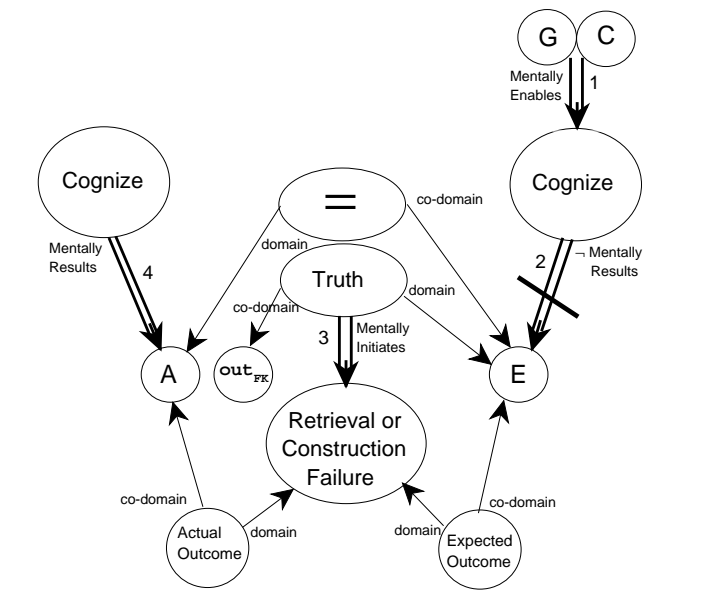 G C
Mentally
Enables
1
Cognize
Cognize
=
co-domain
Mentally
Results
4
domain
2
¬ Mentally
Results
Truth
domain
co-domain
3
Mentally
Initiates
A
out FK
E
Retrieval or
Construction
Failure
co-domain
co-domain
Actual
Outcome
domain
domain
Expected
Outcome